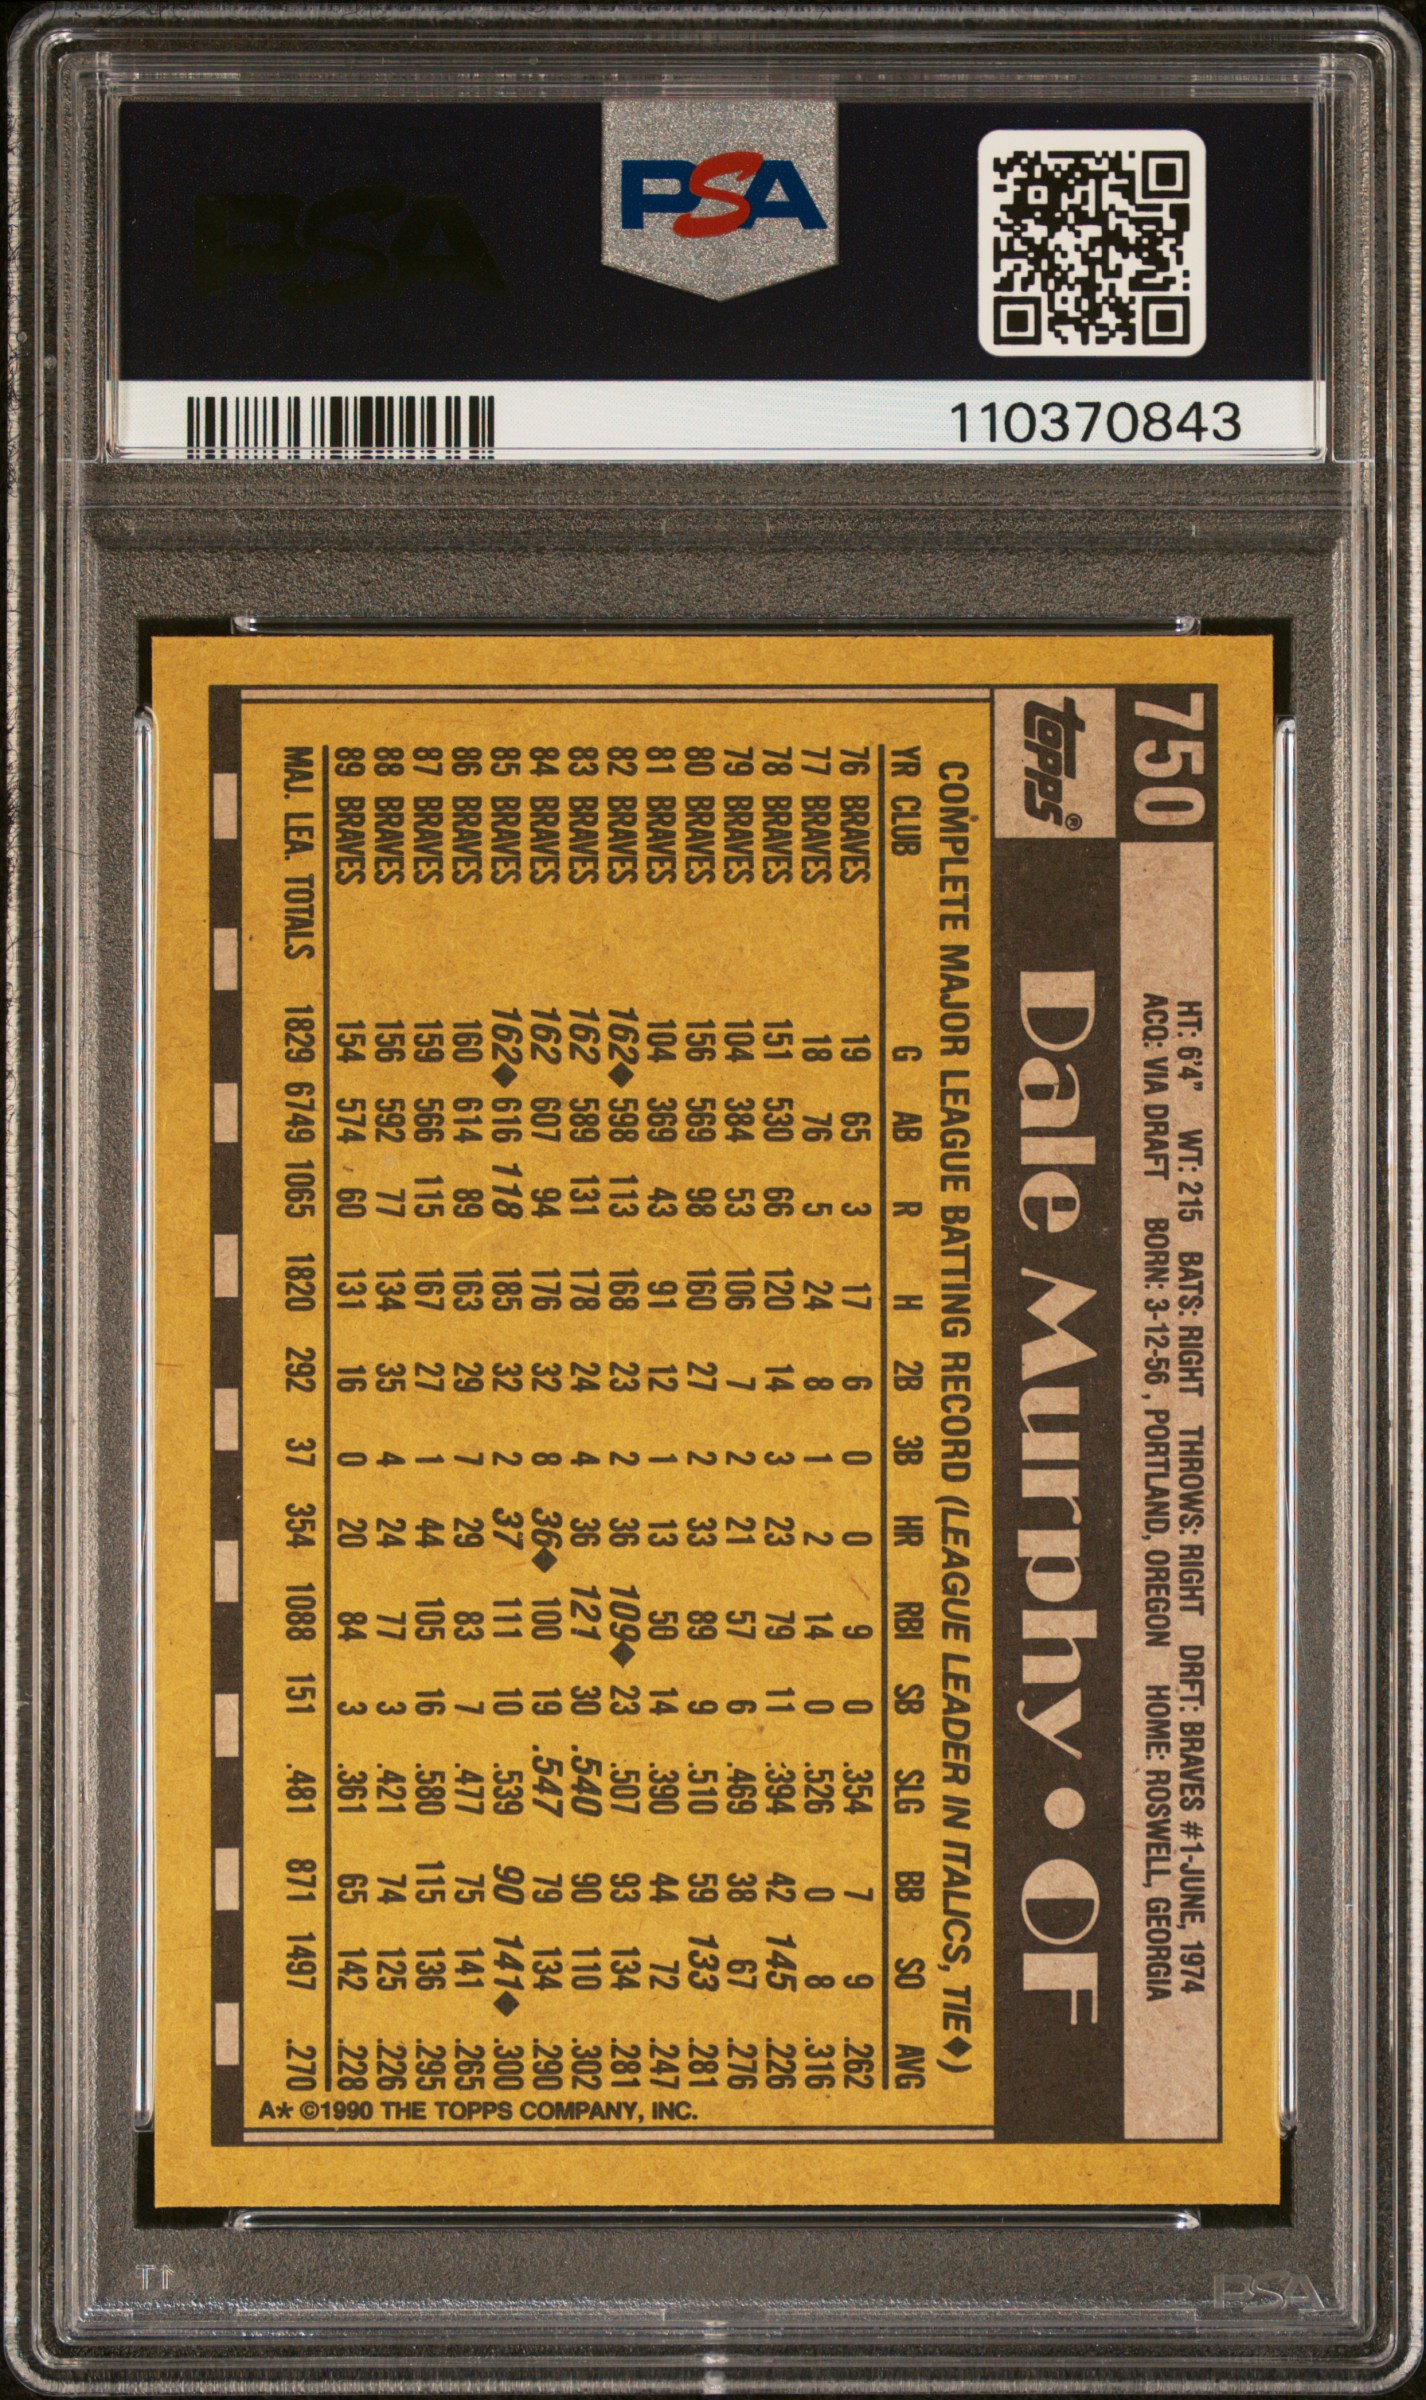 PSA
PSA
110370843
750
topps®
HT: 6'4" WT: 215 BATS: RIGHT THROWS: RIGHT DRFT: BRAVES #1-JUNE, 1974
ACQ: VIA DRAFT BORN: 3-12-56, PORTLAND, OREGON HOME: ROSWELL, GEORGIA
Dale Murphy • OF
COMPLETE MAJOR LEAGUE BATTING RECORD (LEAGUE LEADER IN ITALICS, TIE◆)
YR CLUB G AB R H 2B 3B HR RBI SB SLG BB SO AVG
76 BRAVES 19 65 3 17 6 0 0 9 0 .354 7 9 .262
77 BRAVES 18 76 5 24 8 1 2 14 0 .526 0 8 .316
78 BRAVES 151 530 66 120 14 3 23 79 11 .394 42 145 .226
79 BRAVES 104 384 53 106 7 2 21 57 6 .469 38 67 .276
80 BRAVES 156 569 98 160 27 2 33 89 9 .510 59 133 .281
81 BRAVES 104 369 43 91 12 1 13 50 14 .390 44 72 .247
82 BRAVES 162◆ 598 113 168 23 2 36 109◆ 23 .507 93 134 .281
83 BRAVES 162 589 131 178 24 4 36 121 30 .540 90 110 .302
84 BRAVES 162 607 94 176 32 8 36◆ 100 19 .547 79 134 .290
85 BRAVES 162◆ 616 118 185 32 2 37 111 10 .539 90 141◆ .300
86 BRAVES 160 614 89 163 29 7 29 83 7 .477 75 141 .265
87 BRAVES 159 566 115 167 27 1 44 105 16 .580 115 136 .295
88 BRAVES 156 592 77 134 35 4 24 77 3 .421 74 125 .226
89 BRAVES 154 574 60 131 16 0 20 84 3 .361 65 142 .228
MAJ. LEA. TOTALS 1829 6749 1065 1820 292 37 354 1088 151 .481 871 1497 .270
A* ©1990 THE TOPPS COMPANY, INC.
PSA